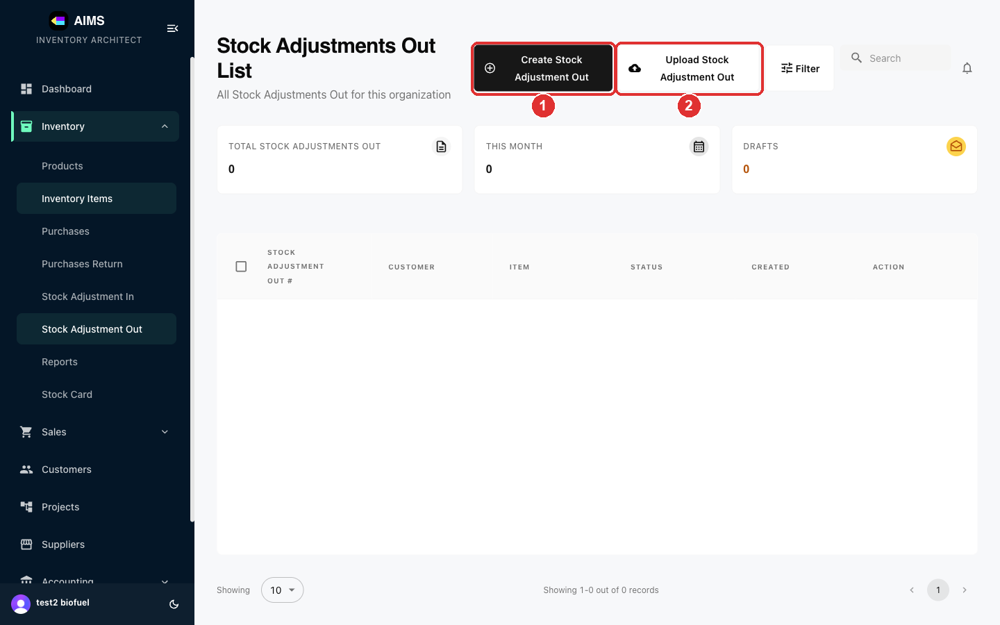 AIMS
INVENTORY ARCHITECT
Dashboard
Inventory
Products
Inventory Items
Purchases
Purchases Return
Stock Adjustment In
Stock Adjustment Out
Reports
Stock Card
Sales
Customers
Projects
Suppliers
Accounting
test2 biofuel
Stock Adjustments Out
List
All Stock Adjustments Out for this organization
Create Stock
Adjustment Out
1
Upload Stock
Adjustment Out
2
Filter
Search
TOTAL STOCK ADJUSTMENTS OUT
0
THIS MONTH
0
DRAFTS
0
STOCK
ADJUSTMENT
OUT #
CUSTOMER
ITEM
STATUS
CREATED
ACTION
Showing
10
Showing 1-0 out of 0 records
1